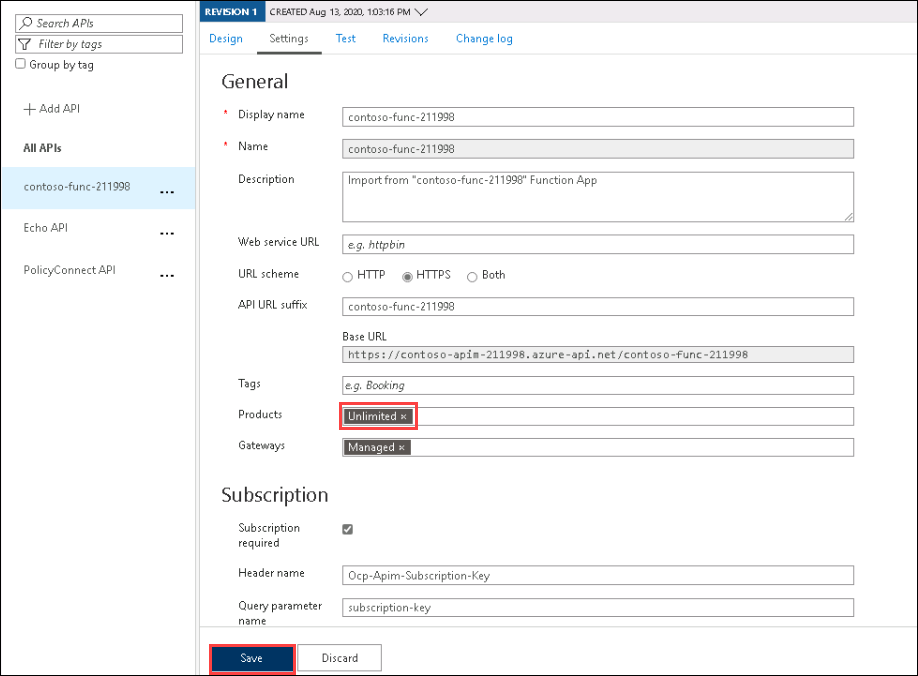 Search APIs
Filter by tags
Group by tag
Add API
All APIs
contoso-func-211998
...
Echo API
...
PolicyConnect API
...
REVISION 1 CREATED Aug 13, 2020, 1:03:16 PM
Design Settings Test Revisions Change log
General
* Display name contoso-func-211998
* Name contoso-func-211998
Description Import from "contoso-func-211998" Function App
Web service URL e.g. httpbin
URL scheme HTTP HTTPS Both
API URL suffix contoso-func-211998
Base URL
https://contoso-apim-211998.azure-api.net/contoso-func-211998
Tags e.g. Booking
Products Unlimited ×
Gateways Managed ×
Subscription
Subscription
required
Header name Ocp-Apim-Subscription-Key
Query parameter
name
subscription-key
Save Discard